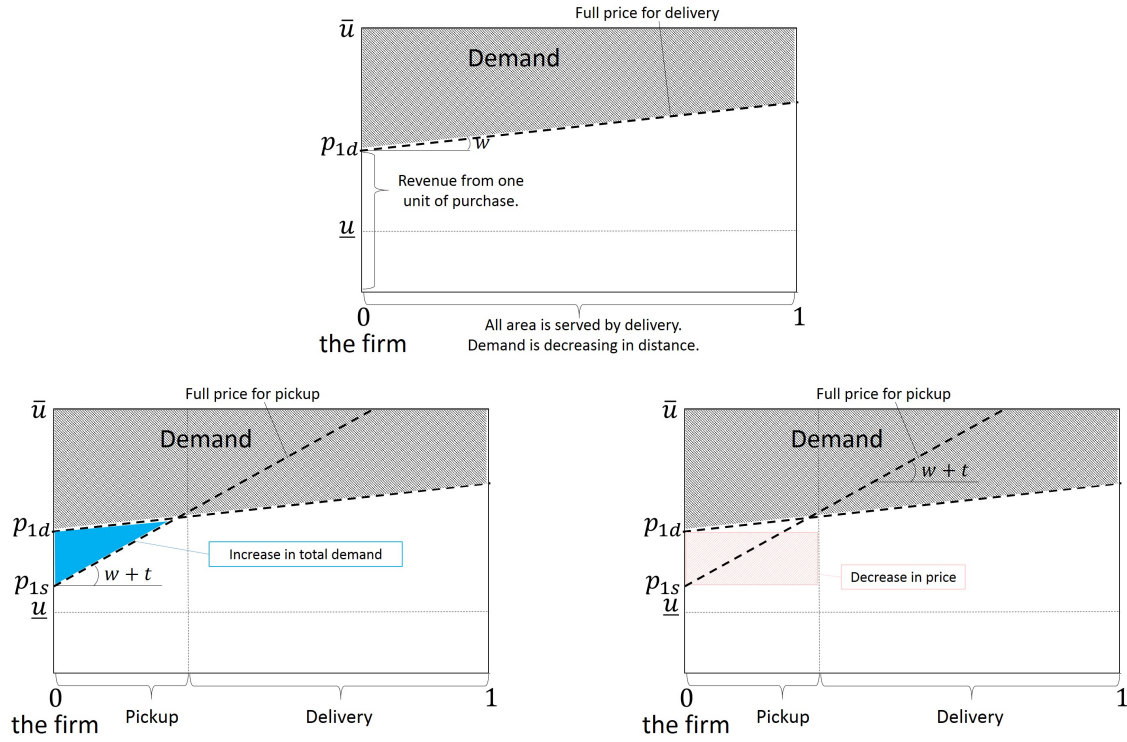 Full price for delivery
ū
Demand
p₁d
w
Revenue from one
unit of purchase.
u̲
0
1
the firm
All area is served by delivery.
Demand is decreasing in distance.
Full price for pickup
ū
Demand
p₁d
Increase in total demand
w + t
p₁s
u̲
0
1
the firm
Pickup
Delivery
Full price for pickup
ū
Demand
w + t
p₁d
Decrease in price
p₁s
u̲
0
1
the firm
Pickup
Delivery